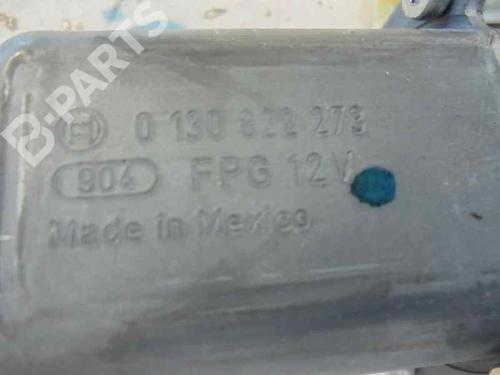 B-PARTS
0 130 822 273
904 FPG 12V
Made in Mexico